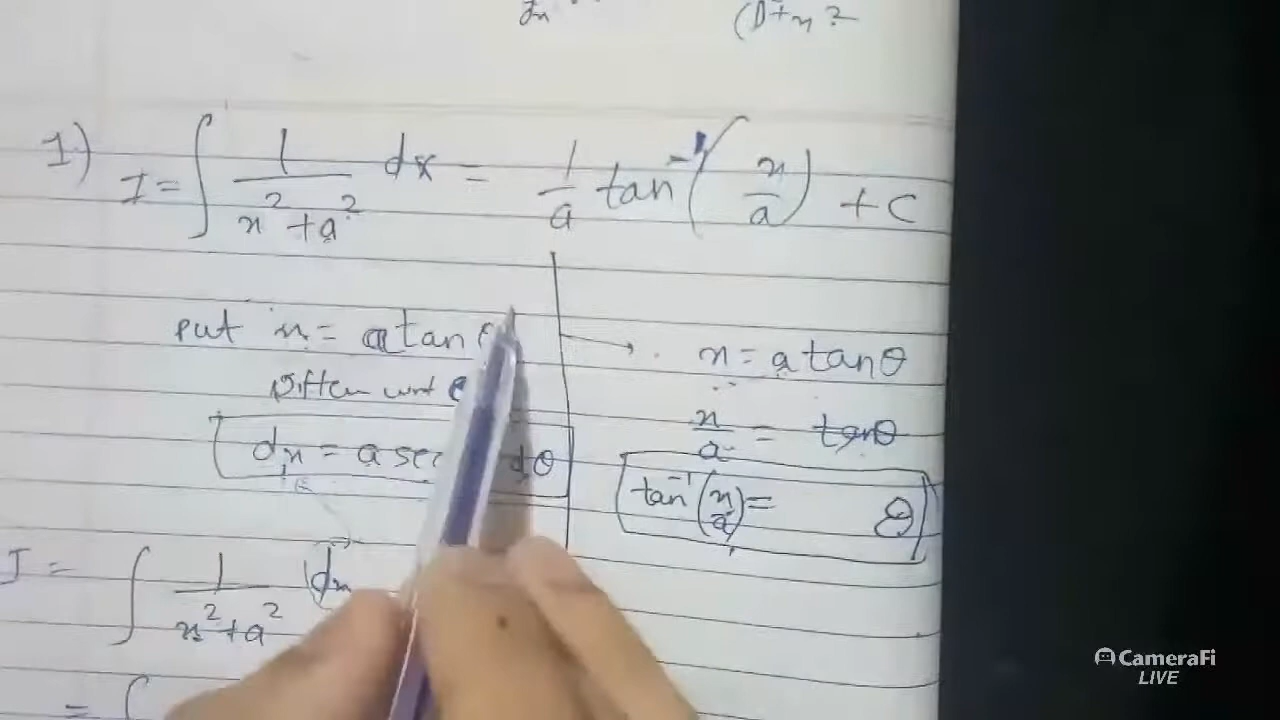 1) I = ∫ 1/(x² + a²) dx = 1/a tan⁻¹(x/a) + C
put x = a tan
x = a tanθ
Diffen wrt
x/a = tanθ
dx = a sec dθ
tan⁻¹(x/a) = θ
I = ∫ 1/(x² + a²) dx
= ∫
CameraFi
LIVE